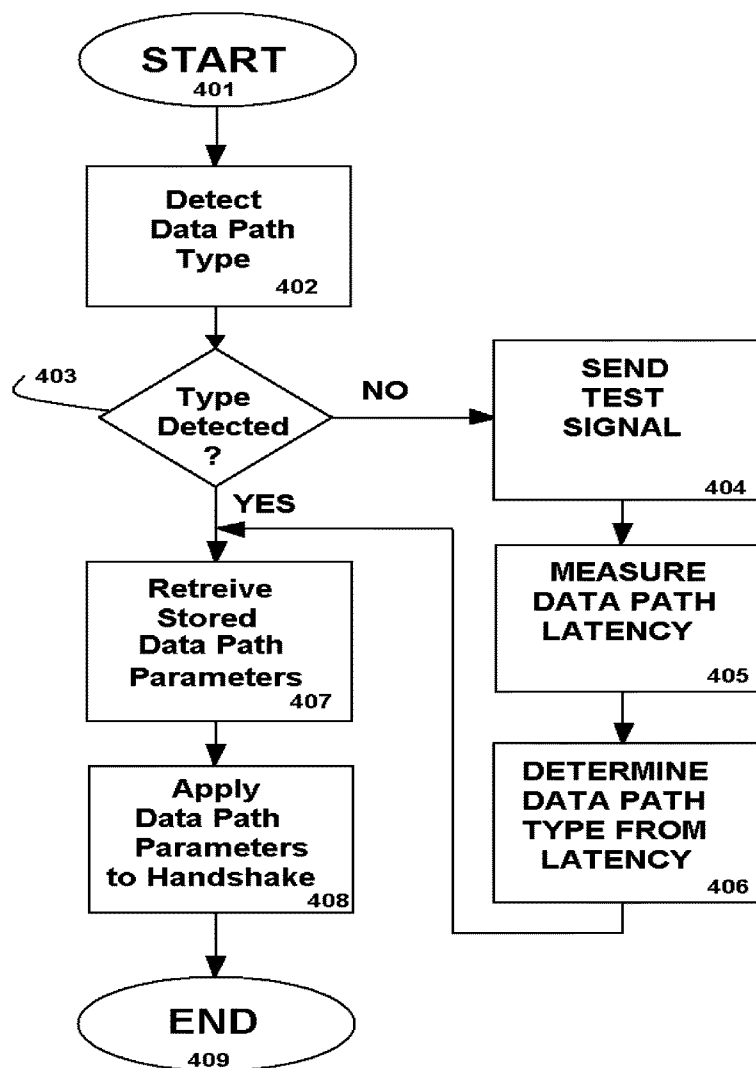 START
401
Detect
Data Path
Type
402
403
Type
Detected
?
NO
YES
SEND
TEST
SIGNAL
404
MEASURE
DATA PATH
LATENCY
405
DETERMINE
DATA PATH
TYPE FROM
LATENCY
406
Retreive
Stored
Data Path
Parameters
407
Apply
Data Path
Parameters
to Handshake
408
END
409